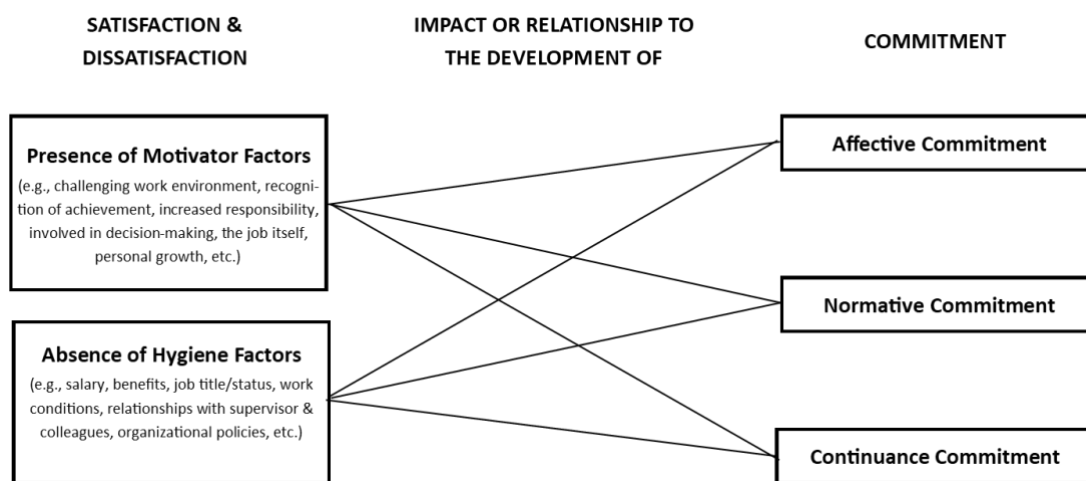 SATISFACTION &
DISSATISFACTION
IMPACT OR RELATIONSHIP TO
THE DEVELOPMENT OF
COMMITMENT
Presence of Motivator Factors
(e.g., challenging work environment, recogni-
tion of achievement, increased responsibility,
involved in decision-making, the job itself,
personal growth, etc.)
Absence of Hygiene Factors
(e.g., salary, benefits, job title/status, work
conditions, relationships with supervisor &
colleagues, organizational policies, etc.)
Affective Commitment
Normative Commitment
Continuance Commitment